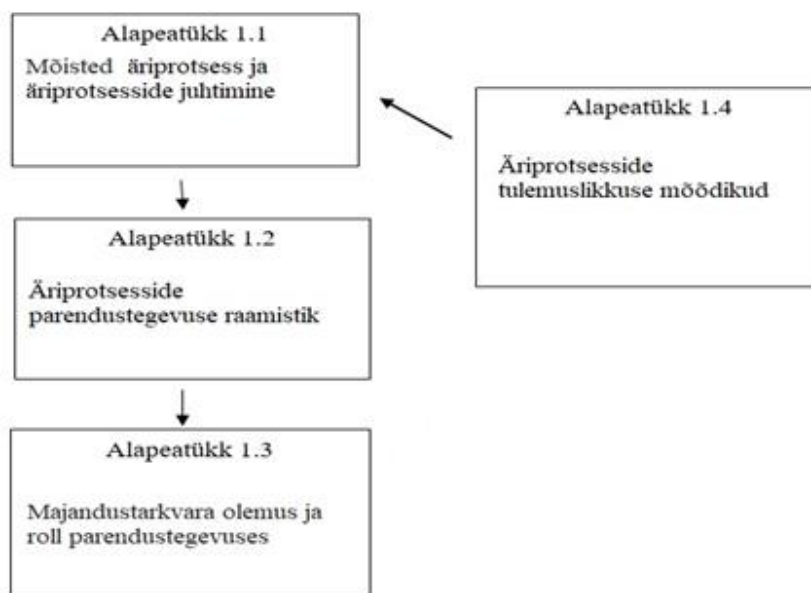 Alapeatükk 1.1
Mõisted äriprotsess ja
äriprotsesside juhtimine
Alapeatükk 1.4
Äriprotsesside
tulemuslikkuse mõõdikud
Alapeatükk 1.2
Äriprotsesside
parendustegevuse raamistik
Alapeatükk 1.3
Majandustarkvara olemus ja
roll parendustegevuses